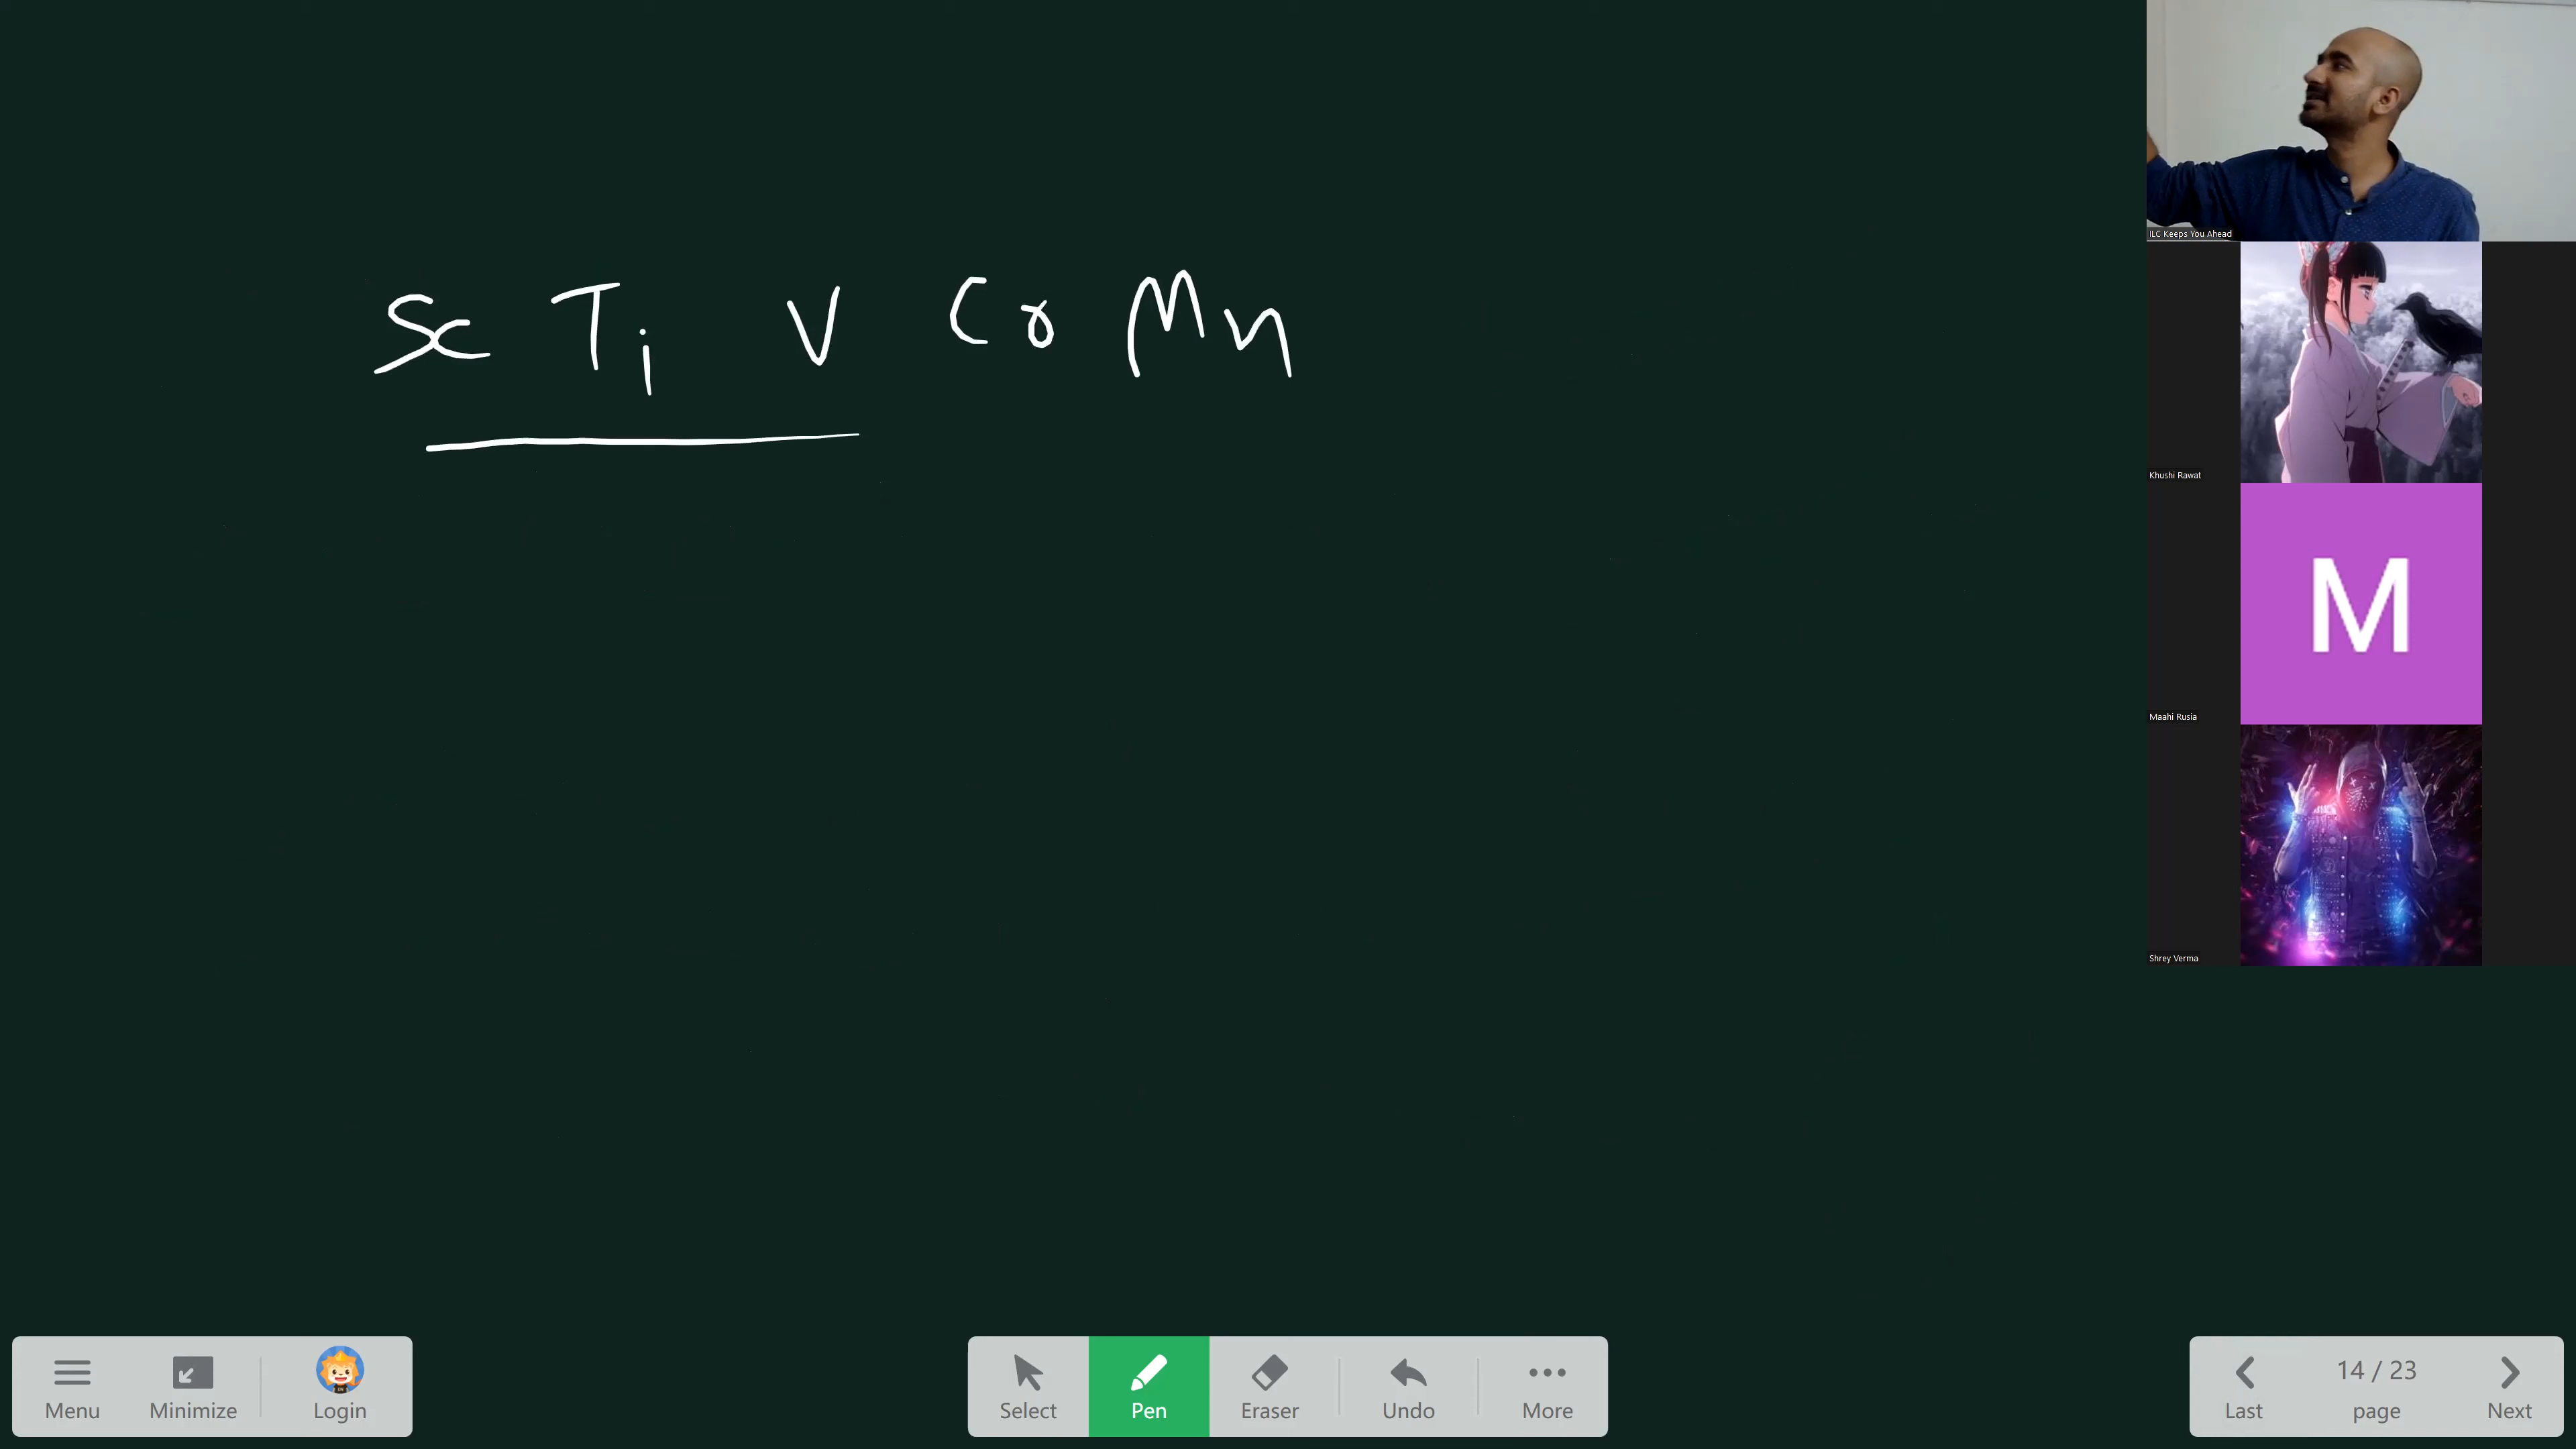 Sc Ti V Cr Mn
ILC Keeps You Ahead
Khushi Rawat
M
Maahi Rusia
Shrey Verma
Menu Minimize Login
Select Pen Eraser Undo More
14 / 23
Last page Next